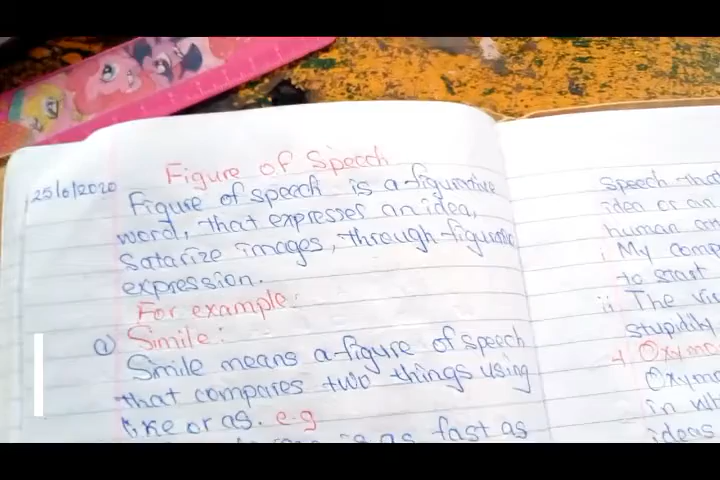 Figure of Speech
25/6/2020
Figure of speech is a figurative
word, that expresses an idea,
Satarize images, through figurative
expression.
For example:
Simile:
Simile means a figure of speech
that compares two things using
like or as. e.g
is as fast as
speech that
idea or an
human
i My comp
to start
ii The vi
stupidity
Oxymo
Oxymo
in wh
ideas